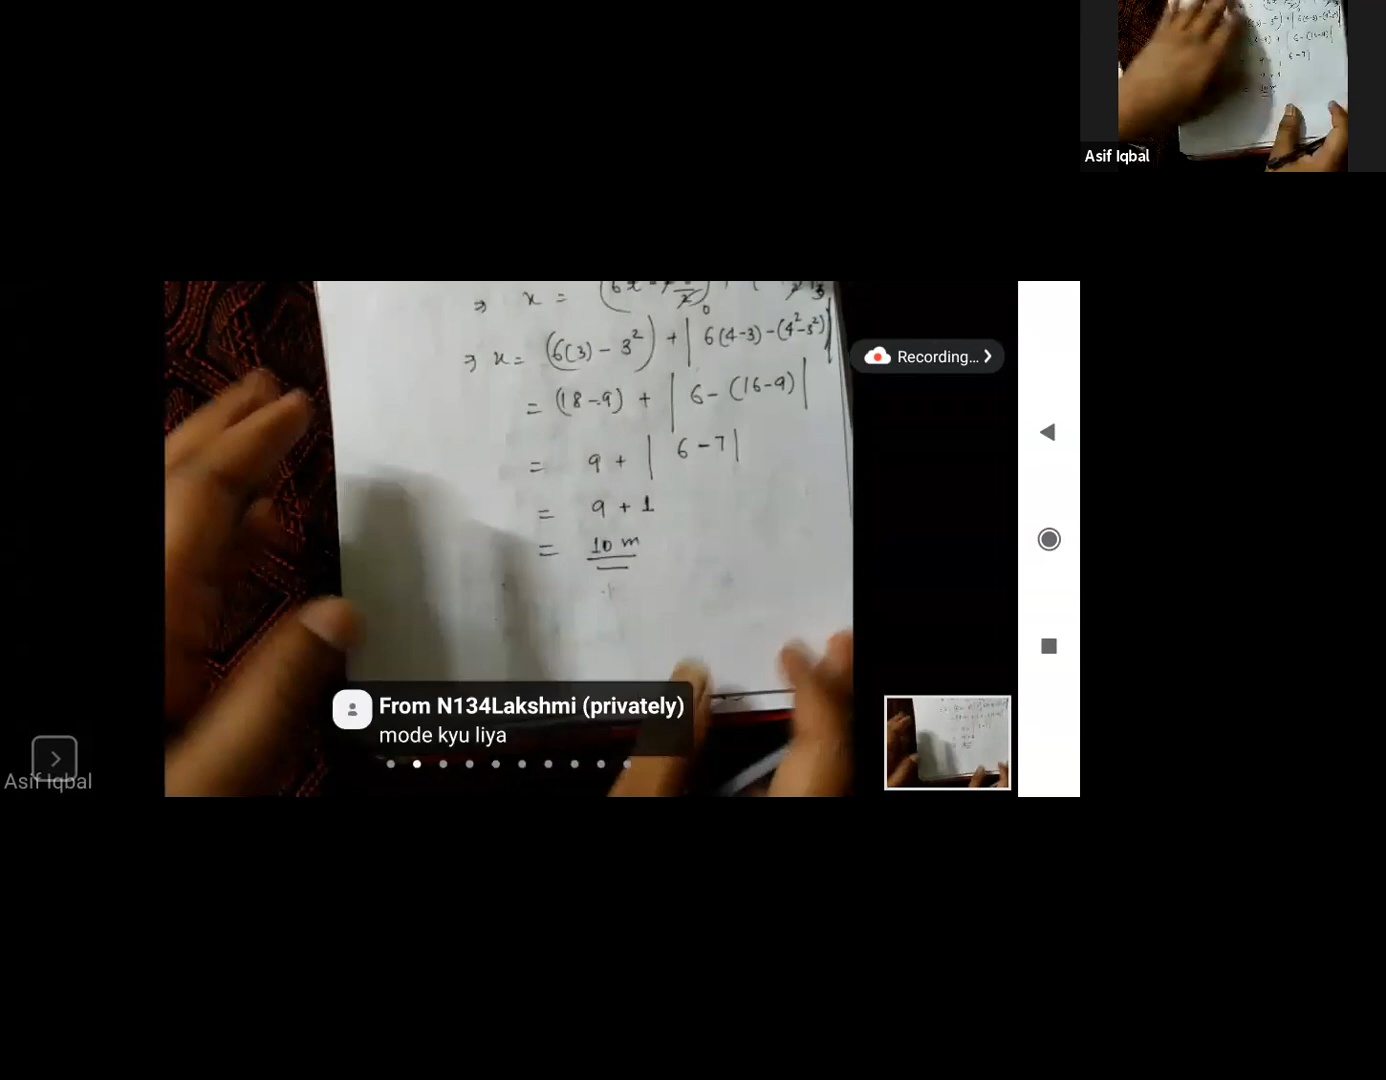 Asif Iqbal
⇒ x =
⇒ x = (6(3) - 3²) + | 6(4-3) - (4²-3²) |
= (18-9) + | 6 - (16-9) |
= 9 + | 6-7 |
= 9 + 1
= 10 m
Recording...
From N134Lakshmi (privately)
mode kyu liya
Asif Iqbal